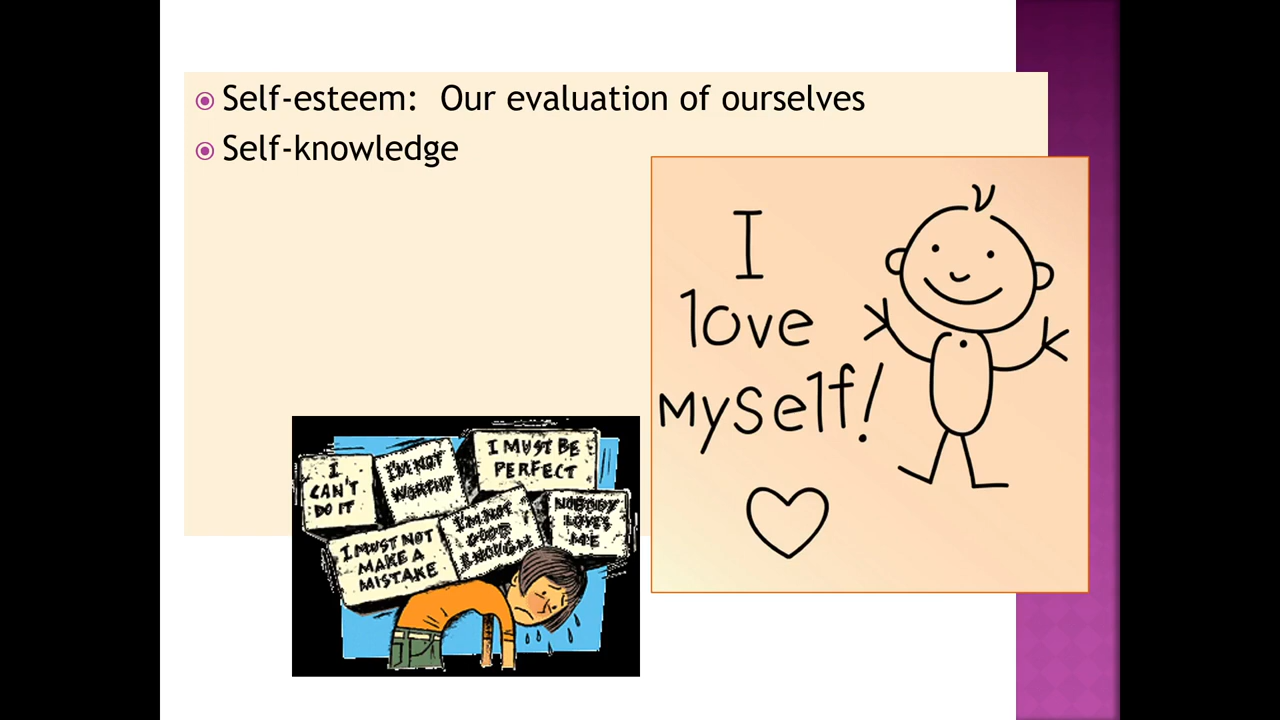 Self-esteem: Our evaluation of ourselves
Self-knowledge
I
love
myself!
I
CAN'T
DO IT
I'M NOT
WORTHY
I MUST BE
PERFECT
I MUST NOT
MAKE A
MISTAKE
I'M NOT
GOOD
ENOUGH
NOBODY
LOVES
ME